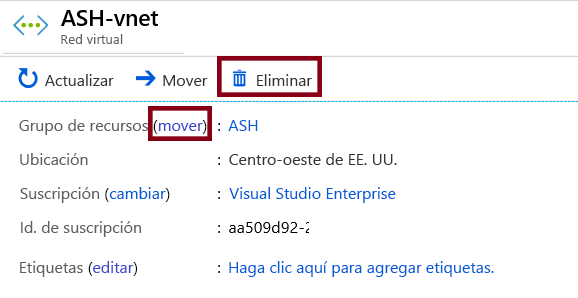 ASH-vnet
Red virtual
Actualizar Mover Eliminar
Grupo de recursos (mover) : ASH
Ubicación : Centro-oeste de EE. UU.
Suscripción (cambiar) : Visual Studio Enterprise
Id. de suscripción : aa509d92-2
Etiquetas (editar) : Haga clic aquí para agregar etiquetas.